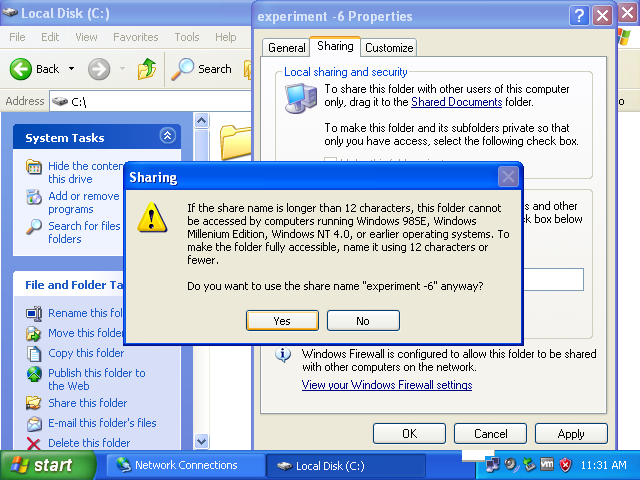 Local Disk (C:)
File Edit View Favorites Tools Help
Back Search
Address C:\
System Tasks
Hide the conten
this drive
Add or remove
programs
Search for files
folders
File and Folder Ta
Rename this fol
Move this folder
Copy this folder
Publish this folder to
the Web
Share this folder
E-mail this folder's files
Delete this folder
experiment -6 Properties
General Sharing Customize
Local sharing and security
To share this folder with other users of this computer
only, drag it to the Shared Documents folder.
To make this folder and its subfolders private so that
only you have access, select the following check box.
s and other
ck box below
Windows Firewall is configured to allow this folder to be shared
with other computers on the network.
View your Windows Firewall settings
OK Cancel Apply
Sharing
If the share name is longer than 12 characters, this folder cannot
be accessed by computers running Windows 98SE, Windows
Millenium Edition, Windows NT 4.0, or earlier operating systems. To
make the folder fully accessible, name it using 12 characters or
fewer.
Do you want to use the share name "experiment -6" anyway?
Yes No
start Network Connections Local Disk (C:) vm 11:31 AM